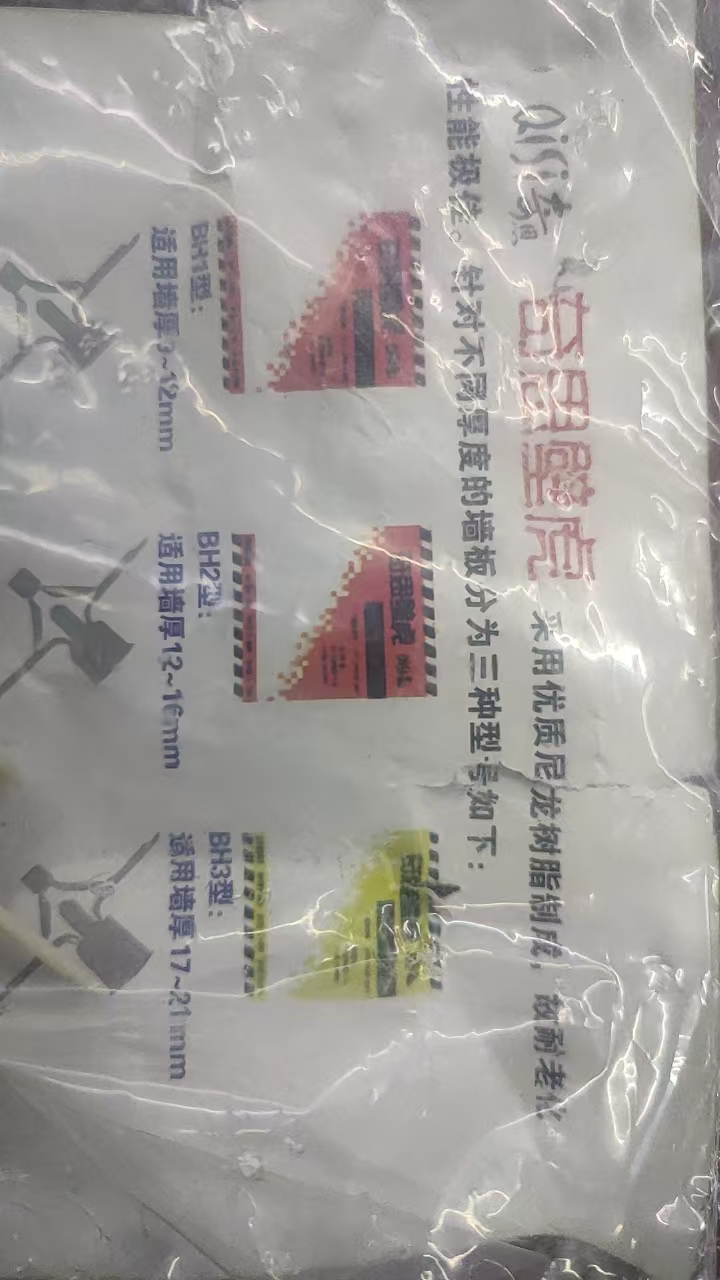 奇思壁虎 采用优质尼龙树脂制成,故耐老化
性能极佳。针对不同厚度的墙板分为三种型号如下:
BH1型:
适用墙厚9~12mm
BH2型:
适用墙厚12~16mm
BH3型:
适用墙厚17~21mm